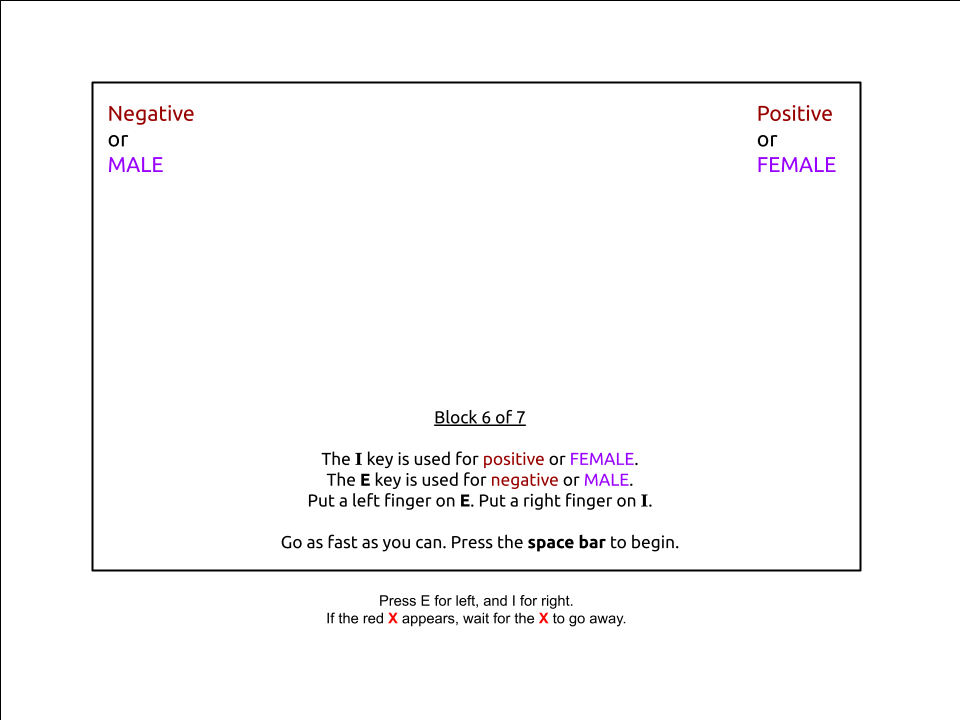 Negative
or
MALE
Positive
or
FEMALE
Block 6 of 7
The I key is used for positive or FEMALE.
The E key is used for negative or MALE.
Put a left finger on E. Put a right finger on I.
Go as fast as you can. Press the space bar to begin.
Press E for left, and I for right.
If the red X appears, wait for the X to go away.